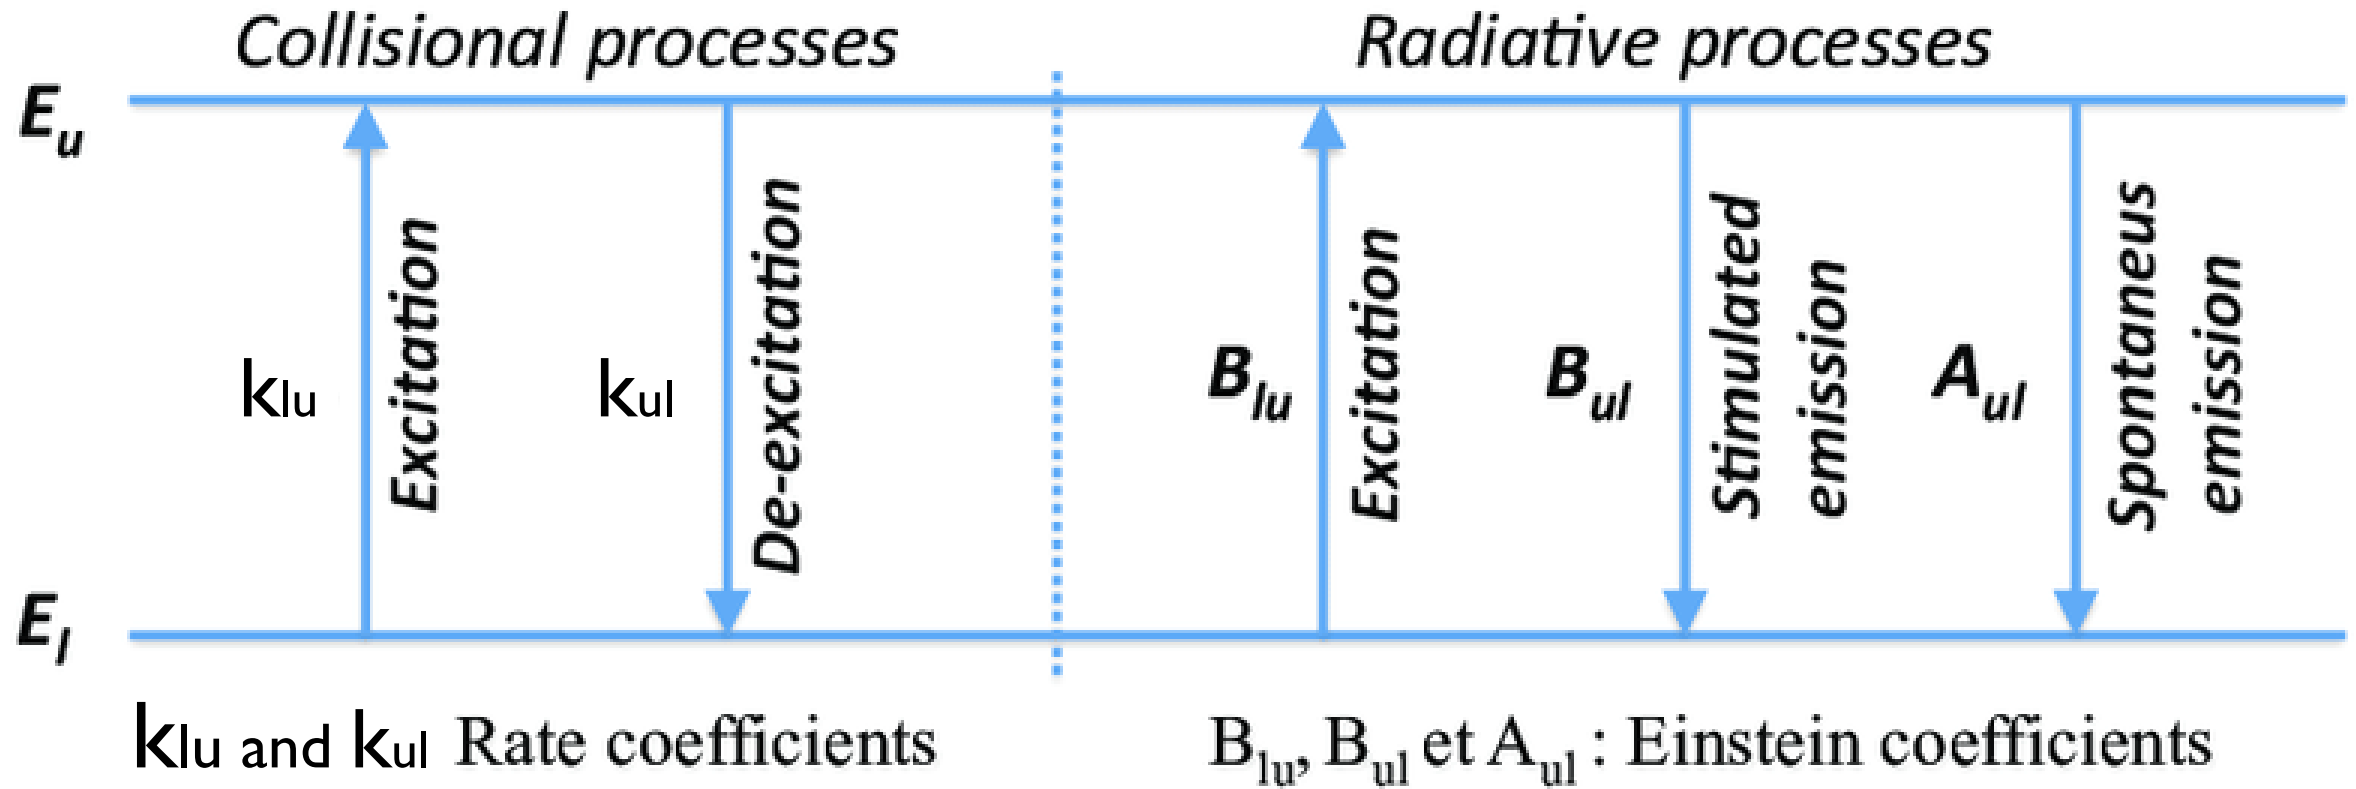 Collisional processes
Radiative processes
Eu
klu
Excitation
kul
De-excitation
Blu
Excitation
Bul
Stimulated
emission
Aul
Spontaneus
emission
El
klu and kul Rate coefficients
Blu, Bul et Aul : Einstein coefficients